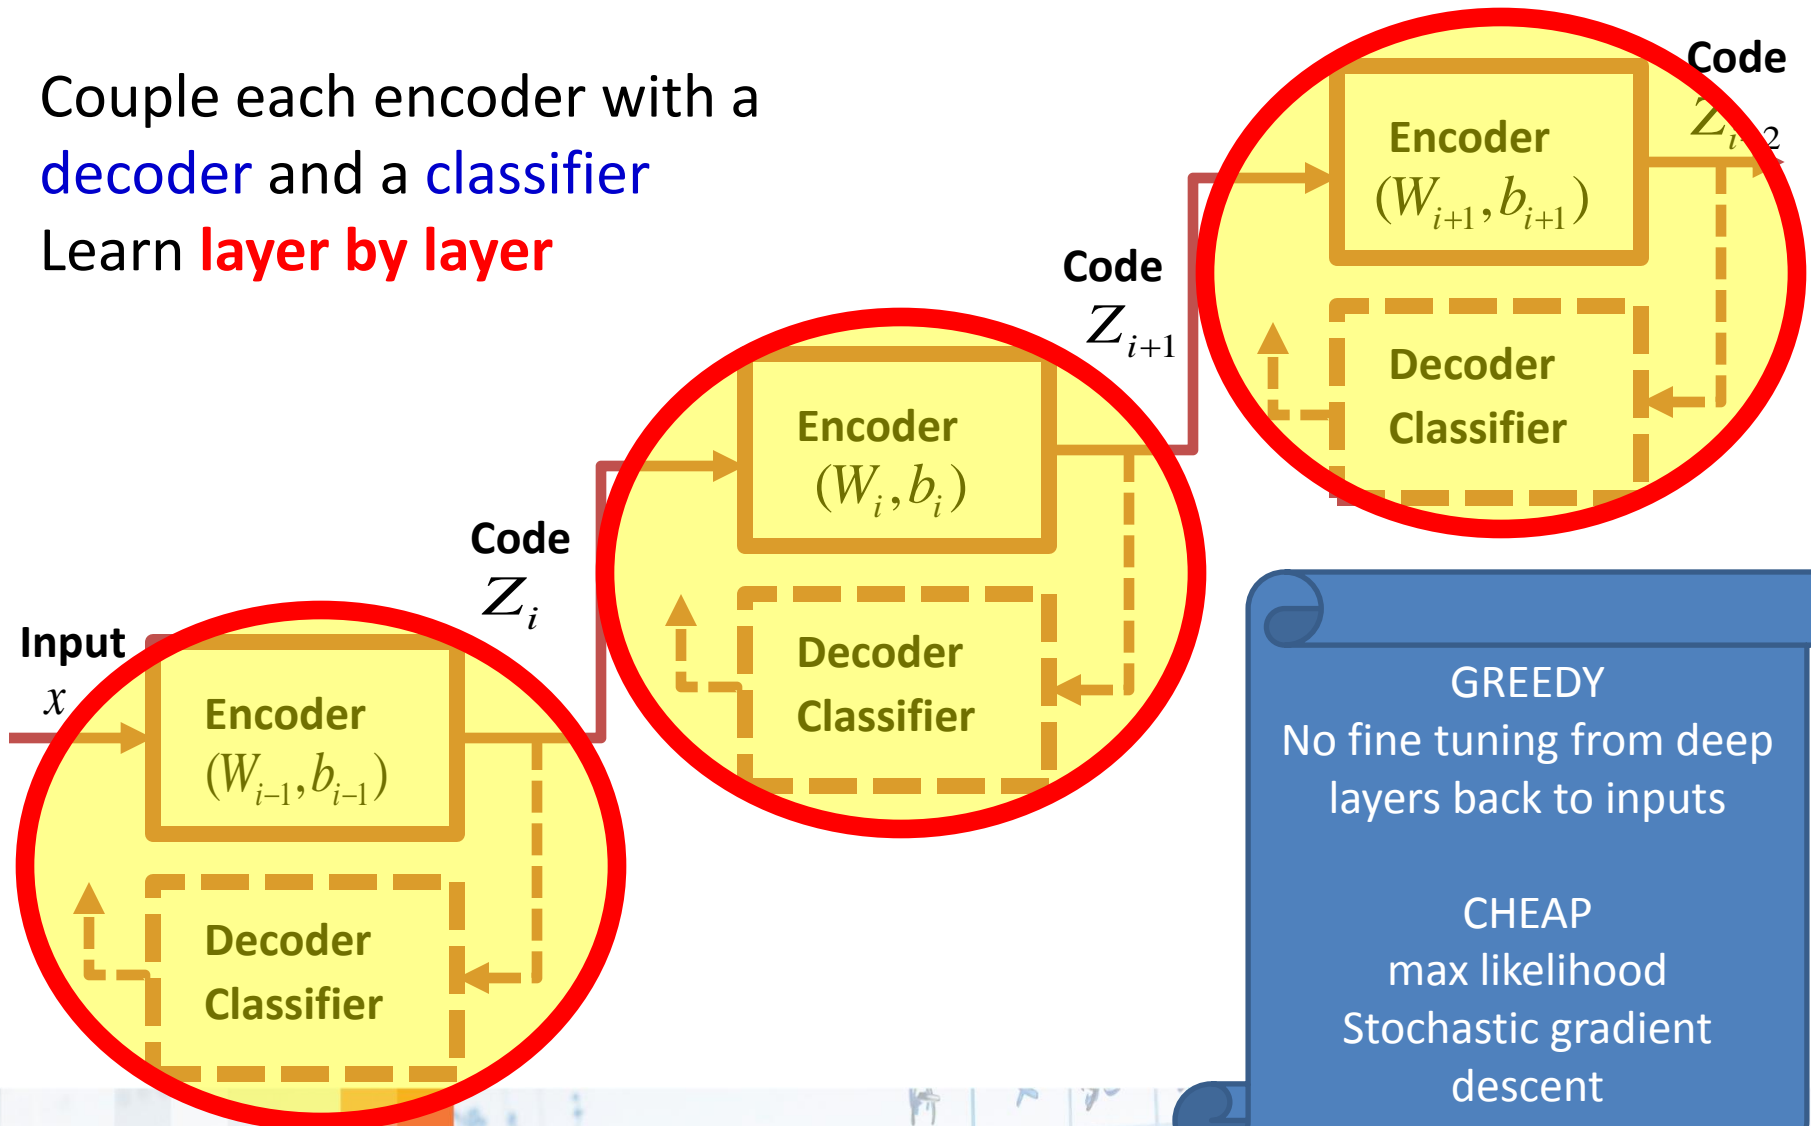 Couple each encoder with a
decoder and a classifier
Learn layer by layer
Input
x
Encoder
(W_{i−1}, b_{i−1})
Decoder
Classifier
Code
Z_i
Encoder
(W_i, b_i)
Decoder
Classifier
Code
Z_{i+1}
Encoder
(W_{i+1}, b_{i+1})
Decoder
Classifier
Code
Z_{i+2}
GREEDY
No fine tuning from deep
layers back to inputs
CHEAP
max likelihood
Stochastic gradient
descent